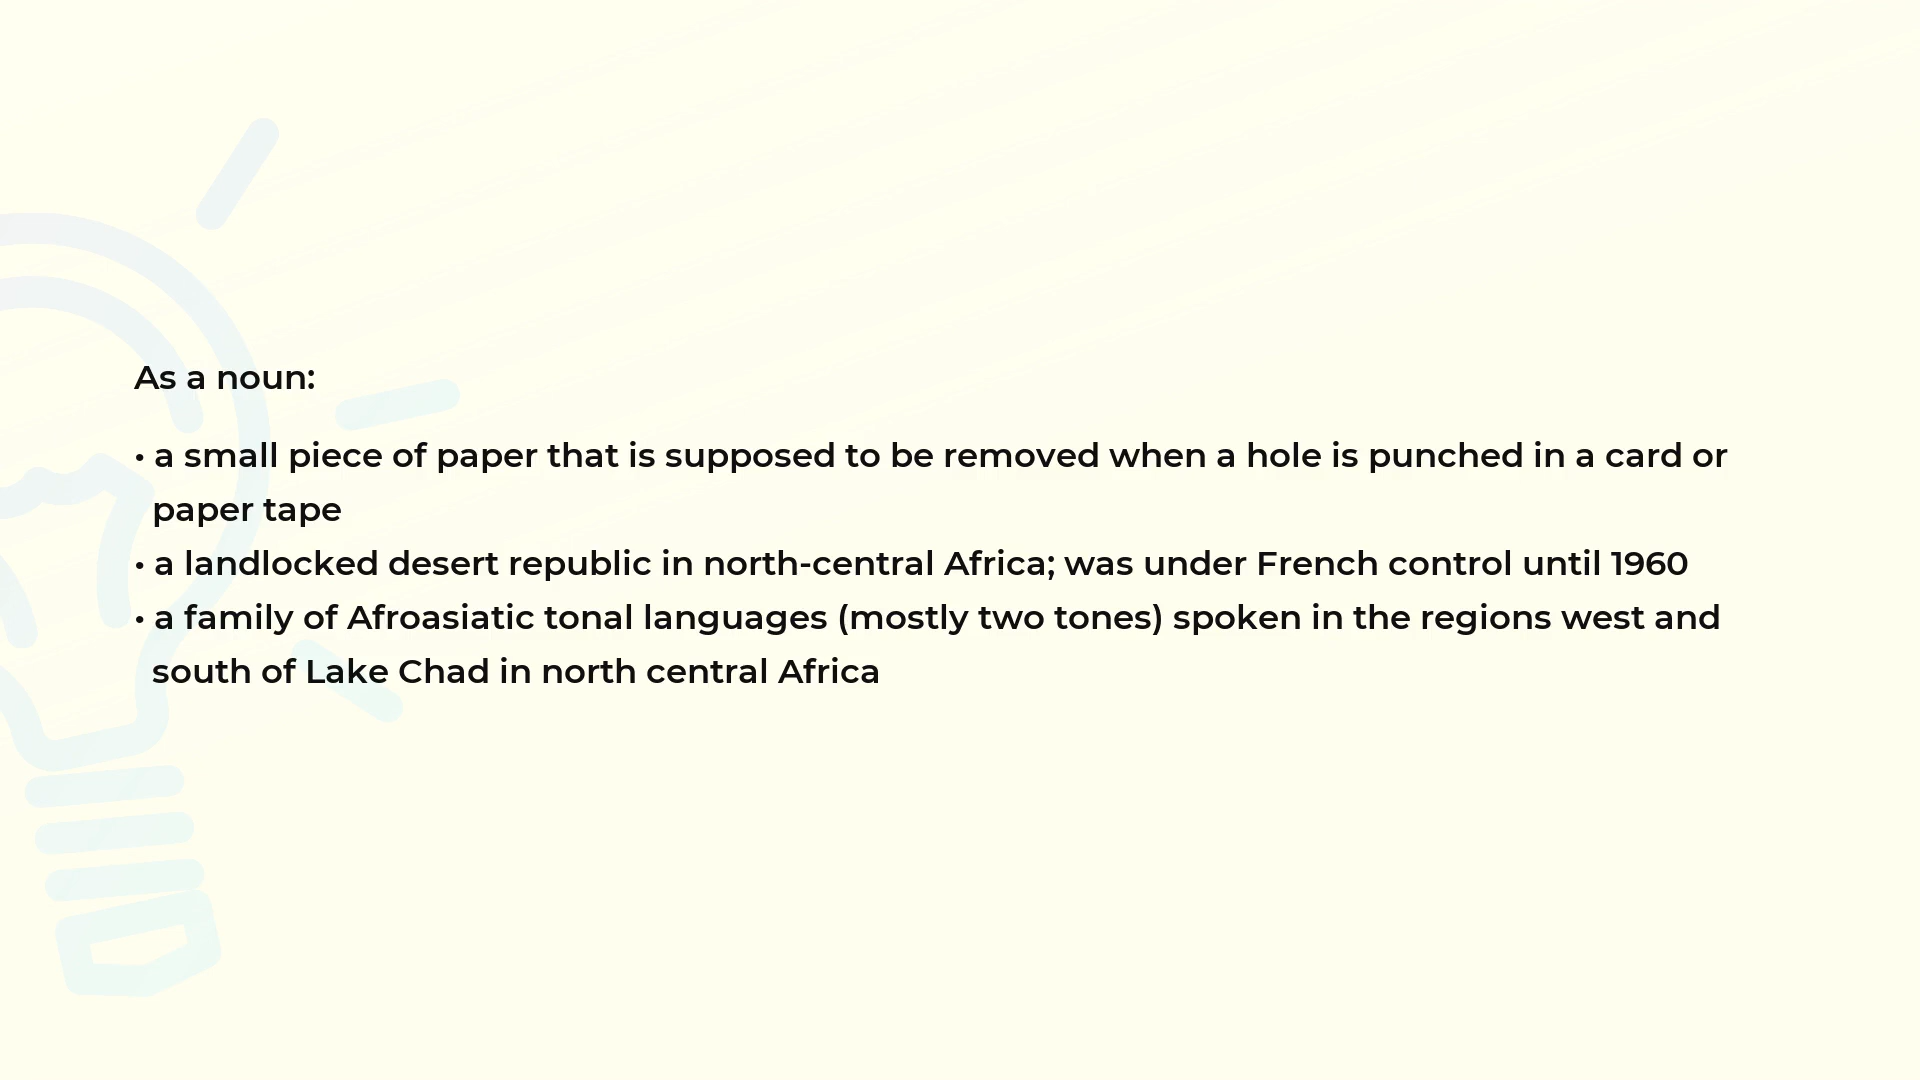 As a noun:
• a small piece of paper that is supposed to be removed when a hole is punched in a card or
paper tape
• a landlocked desert republic in north-central Africa; was under French control until 1960
• a family of Afroasiatic tonal languages (mostly two tones) spoken in the regions west and
south of Lake Chad in north central Africa